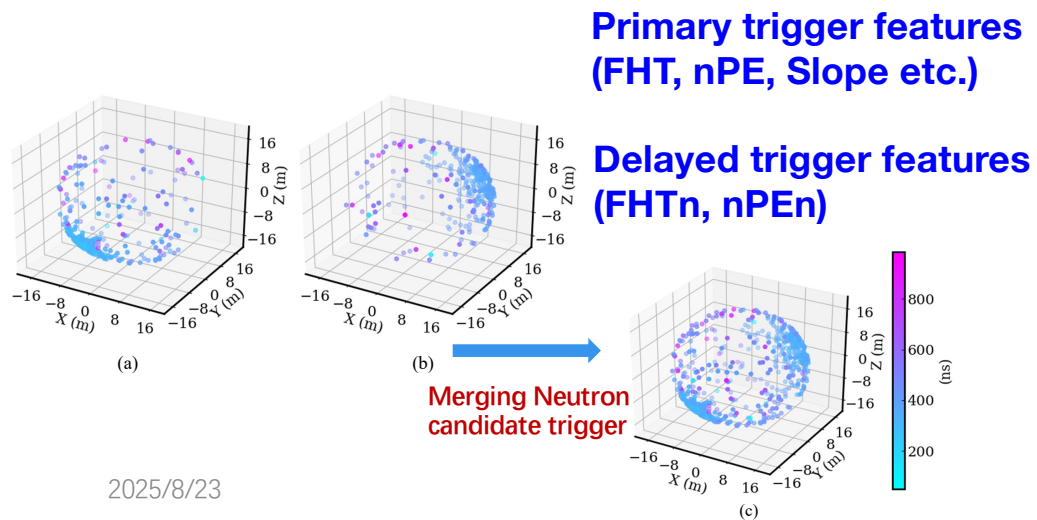 Primary trigger features
(FHT, nPE, Slope etc.)
Delayed trigger features
(FHTn, nPEn)
16
8
0
−8
−16
Z (m)
−16
−8
0
8
16
X (m)
−16
−8
0
8
16
Y (m)
(a)
16
8
0
−8
−16
Z (m)
−16
−8
0
8
16
X (m)
−16
−8
0
8
16
Y (m)
(b)
Merging Neutron
candidate trigger
16
8
0
−8
−16
Z (m)
−16
−8
0
8
16
X (m)
−16
−8
0
8
16
Y (m)
(c)
800
600
400
200
(ns)
2025/8/23